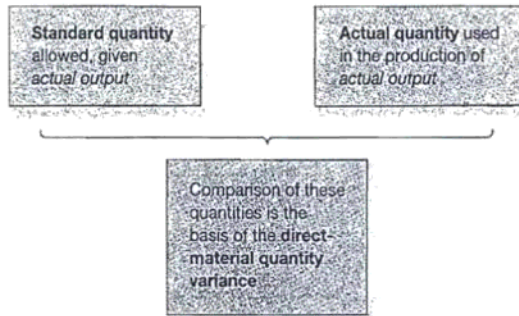 Standard quantity
allowed, given
actual output
Actual quantity used
in the production of
actual output
Comparison of these
quantities is the
basis of the direct-
material quantity
variance